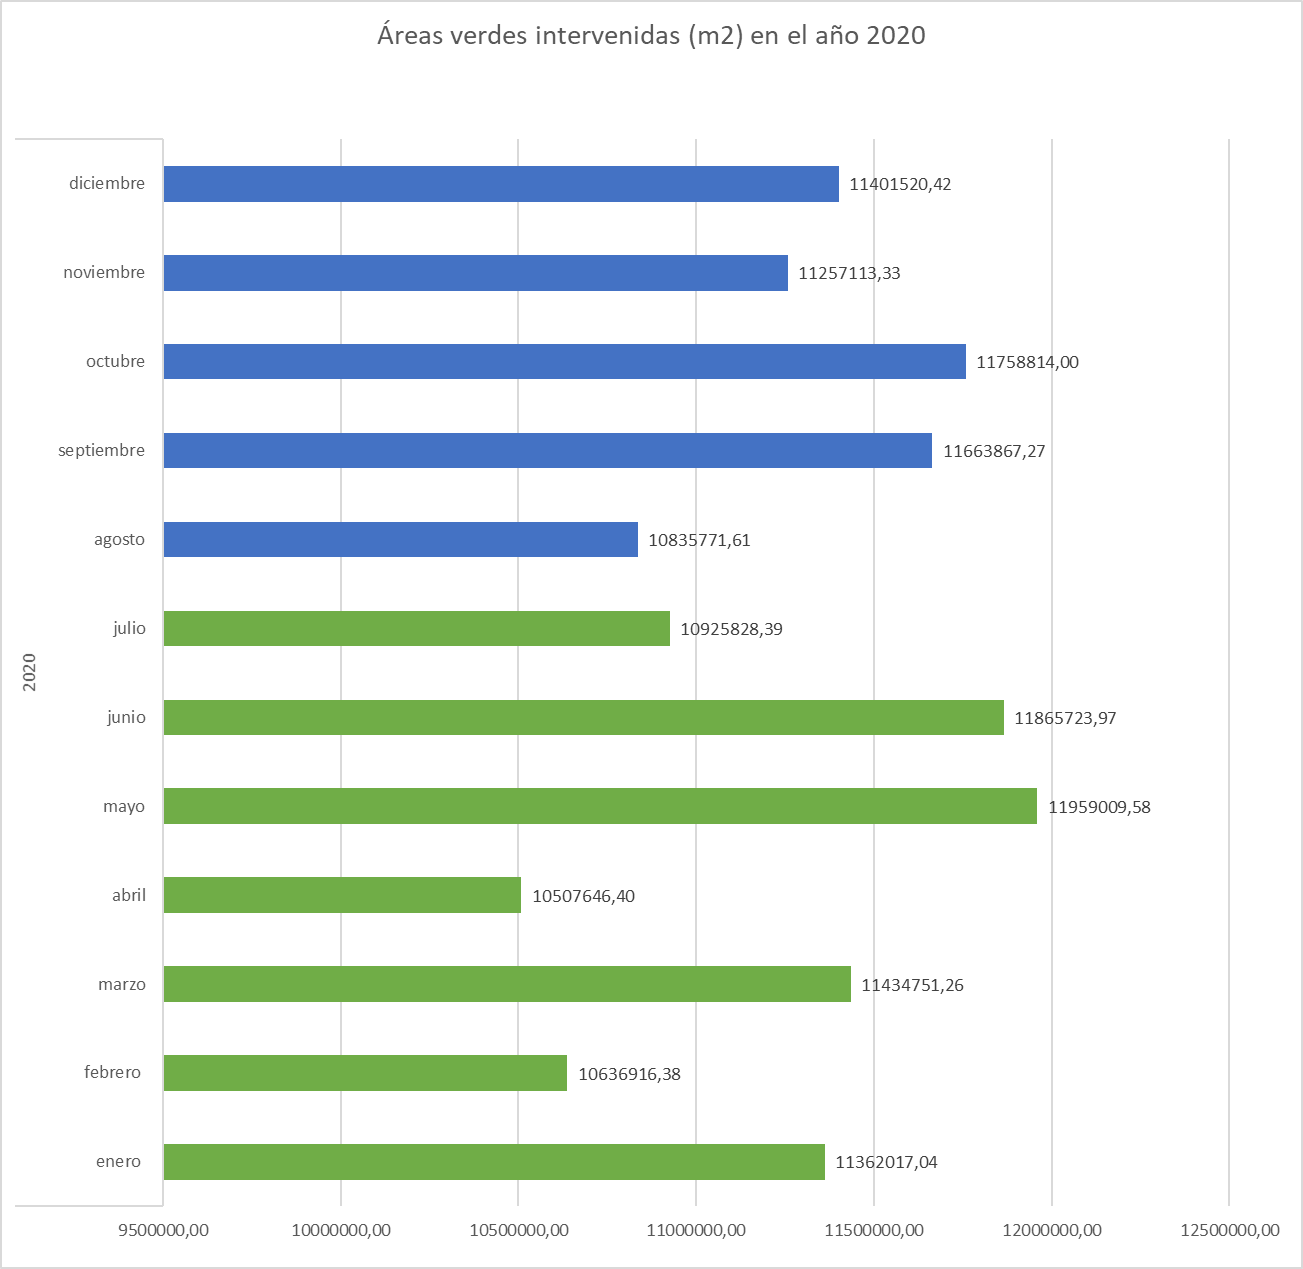 Áreas verdes intervenidas (m2) en el año 2020
diciembre 11401520,42
noviembre 11257113,33
octubre 11758814,00
septiembre 11663867,27
agosto 10835771,61
julio 10925828,39
2020
junio 11865723,97
mayo 11959009,58
abril 10507646,40
marzo 11434751,26
febrero 10636916,38
enero 11362017,04
9500000,00 10000000,00 10500000,00 11000000,00 11500000,00 12000000,00 12500000,00